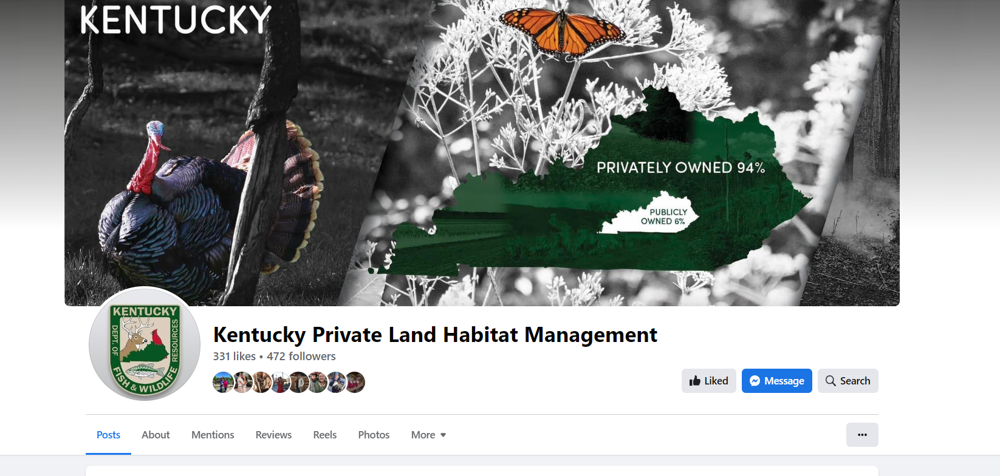 KENTUCKY
PRIVATELY OWNED 94%
PUBLICLY
OWNED 6%
KENTUCKY
DEPT. OF
RESOURCES
FISH & WILDLIFE
Kentucky Private Land Habitat Management
331 likes • 472 followers
Liked
Message
Search
Posts
About
Mentions
Reviews
Reels
Photos
More